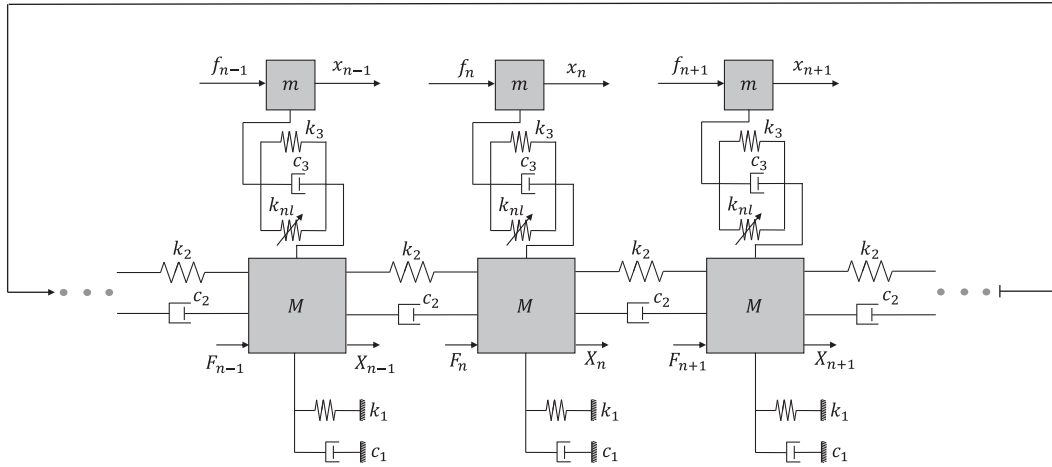 f_{n-1} x_{n-1} f_n x_n f_{n+1} x_{n+1}
m m m
k_3 k_3 k_3
c_3 c_3 c_3
k_{nl} k_{nl} k_{nl}
k_2 k_2 k_2 k_2
c_2 c_2 c_2 c_2
M M M
F_{n-1} X_{n-1} F_n X_n F_{n+1} X_{n+1}
k_1 k_1 k_1
c_1 c_1 c_1